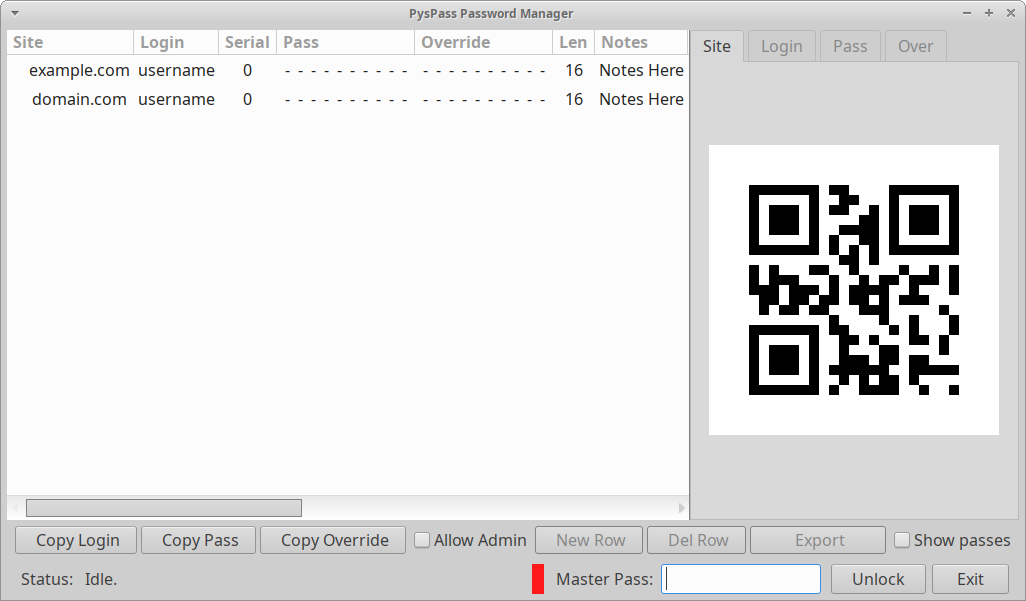 PysPass Password Manager
Site Login Serial Pass Override Len Notes
example.com username 0 - - - - - - - - - - - - - - - - - - - - 16 Notes Here
domain.com username 0 - - - - - - - - - - - - - - - - - - - - 16 Notes Here
Site Login Pass Over
Copy Login Copy Pass Copy Override Allow Admin New Row Del Row Export Show passes
Status: Idle. Master Pass: Unlock Exit